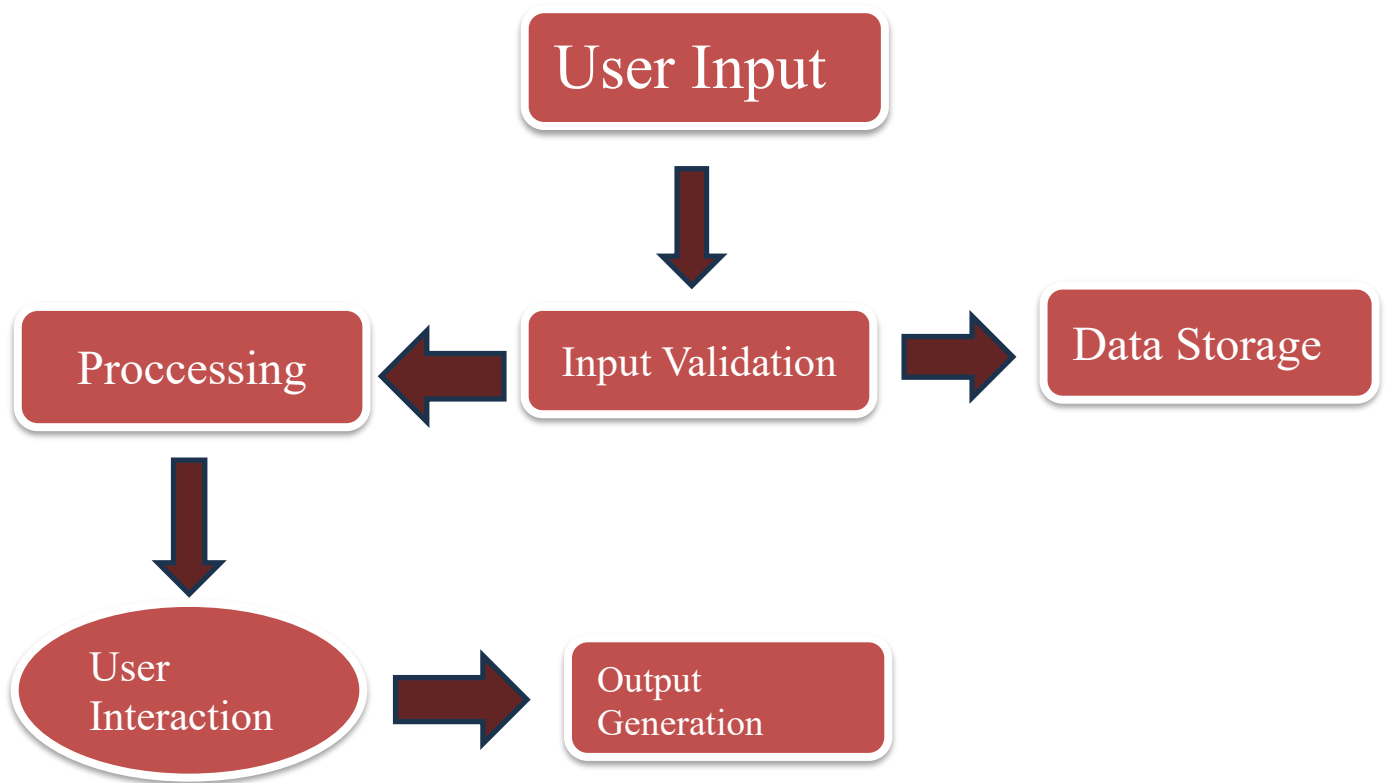 User Input
Proccessing
Input Validation
Data Storage
User
Interaction
Output
Generation